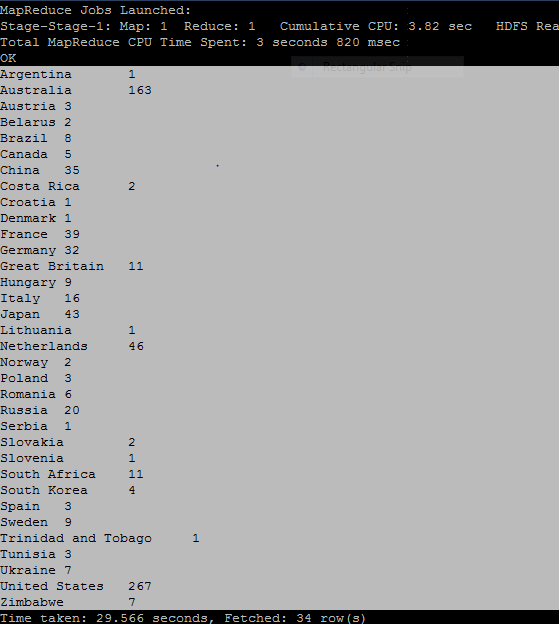 MapReduce Jobs Launched:
Stage-Stage-1: Map: 1  Reduce: 1   Cumulative CPU: 3.82 sec   HDFS Rea
Total MapReduce CPU Time Spent: 3 seconds 820 msec
OK
Rectangular Snip
Argentina       1
Australia       163
Austria 3
Belarus 2
Brazil  8
Canada  5
China   35
Costa Rica      2
Croatia 1
Denmark 1
France  39
Germany 32
Great Britain   11
Hungary 9
Italy   16
Japan   43
Lithuania       1
Netherlands     46
Norway  2
Poland  3
Romania 6
Russia  20
Serbia  1
Slovakia        2
Slovenia        1
South Africa    11
South Korea     4
Spain   3
Sweden  9
Trinidad and Tobago     1
Tunisia 3
Ukraine 7
United States   267
Zimbabwe        7
Time taken: 29.566 seconds, Fetched: 34 row(s)